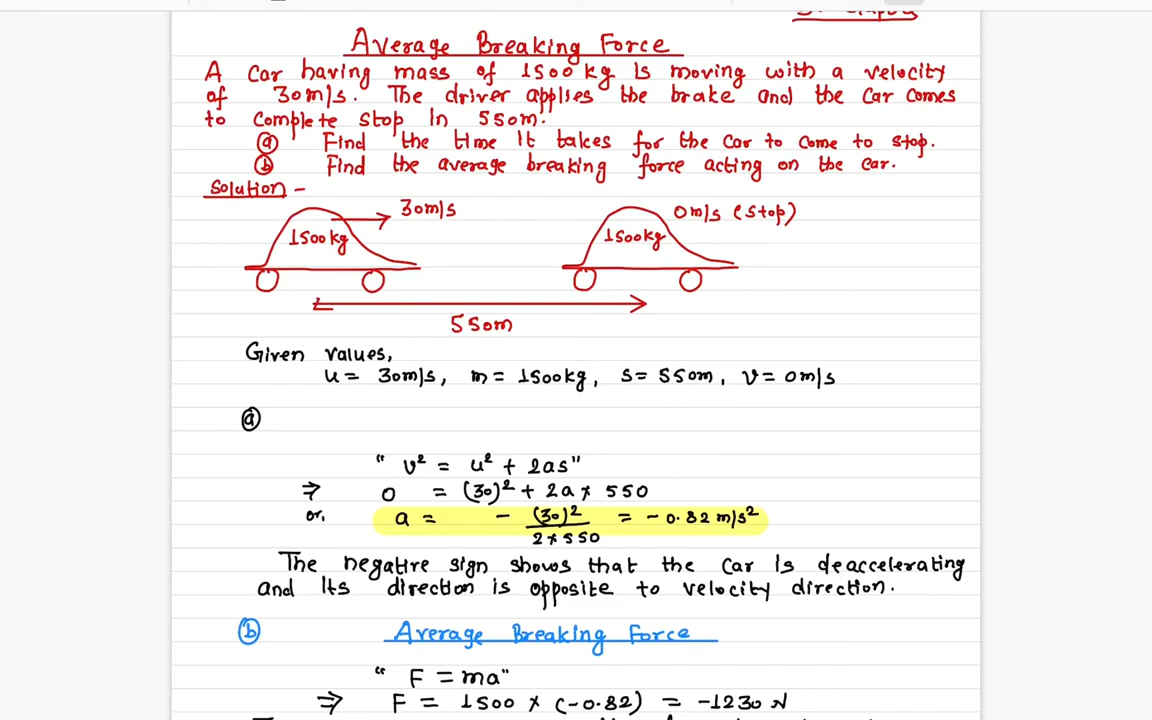 Average Breaking Force
A car having mass of 1500 kg is moving with a velocity
of 30m/s. The driver applies the brake and the car comes
to complete stop in 550m.
(a) Find the time it takes for the car to come to stop.
(b) Find the average breaking force acting on the car.
Solution -
30m/s 0m/s (stop)
1500kg 1500kg
550m
Given values,
u = 30m/s, m = 1500kg, s = 550m, v = 0m/s
(a)
" v² = u² + 2as"
⇒ 0 = (30)² + 2a × 550
or, a = - (30)² / 2×550 = - 0.82 m/s²
The negative sign shows that the car is deaccelerating
and its direction is opposite to velocity direction.
(b) Average Breaking Force
" F = ma"
⇒ F = 1500 × (-0.82) = -1230 N